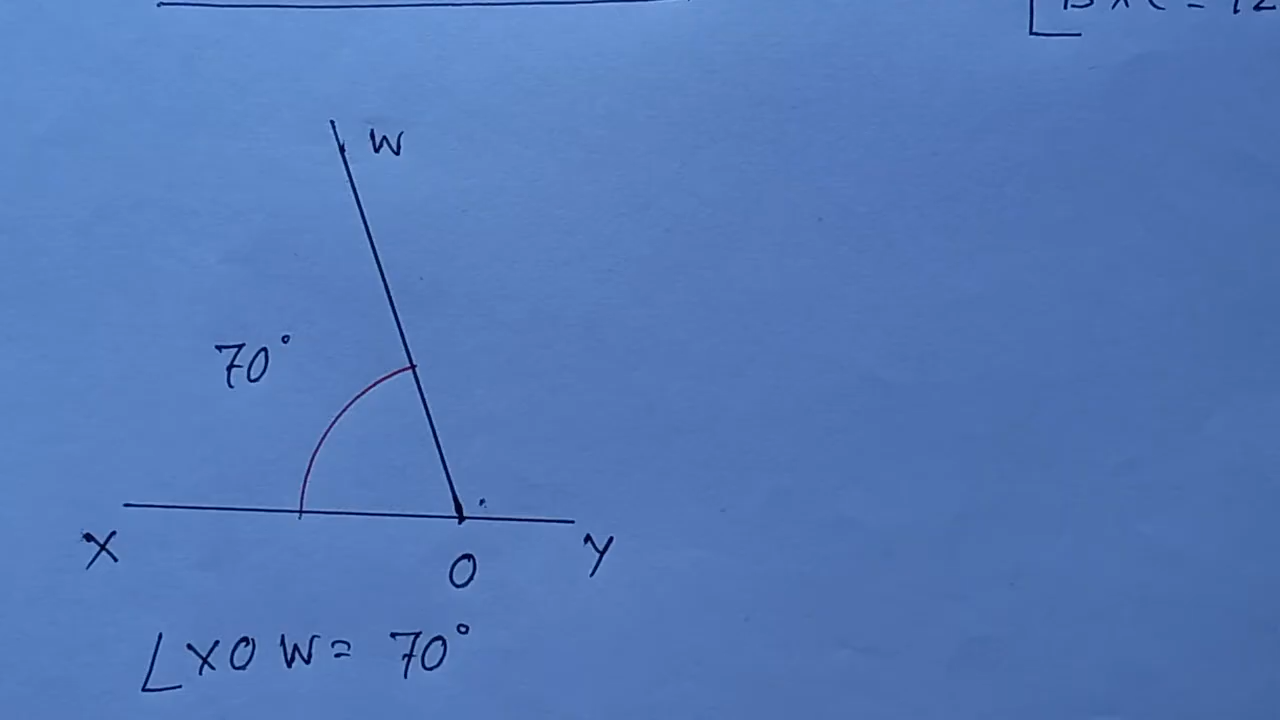 W
70°
X
O
y
∠XOW = 70°